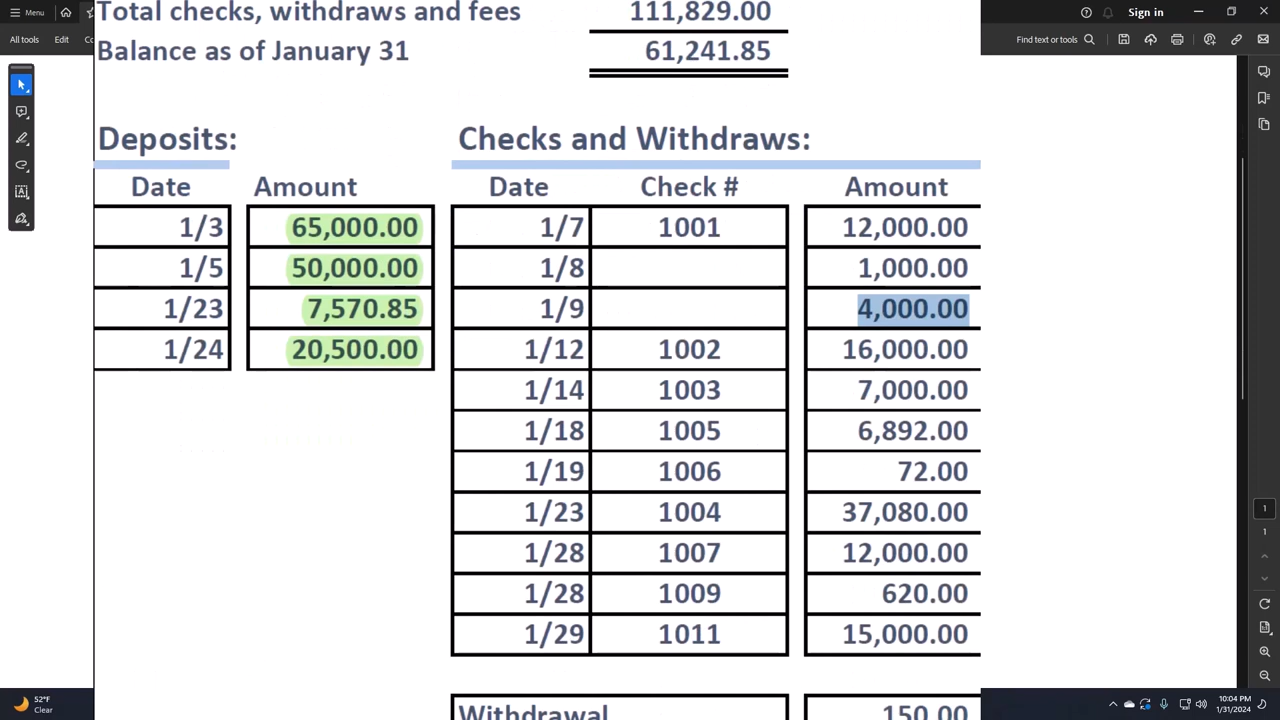 Menu
Sign in
All tools Edit
Find text or tools
Total checks, withdraws and fees 111,829.00
Balance as of January 31 61,241.85
Deposits:
Date Amount
1/3 65,000.00
1/5 50,000.00
1/23 7,570.85
1/24 20,500.00
Checks and Withdraws:
Date Check # Amount
1/7 1001 12,000.00
1/8 1,000.00
1/9 4,000.00
1/12 1002 16,000.00
1/14 1003 7,000.00
1/18 1005 6,892.00
1/19 1006 72.00
1/23 1004 37,080.00
1/28 1007 12,000.00
1/28 1009 620.00
1/29 1011 15,000.00
Withdrawal 150.00
1
1
52°F
Clear
10:04 PM
1/31/2024